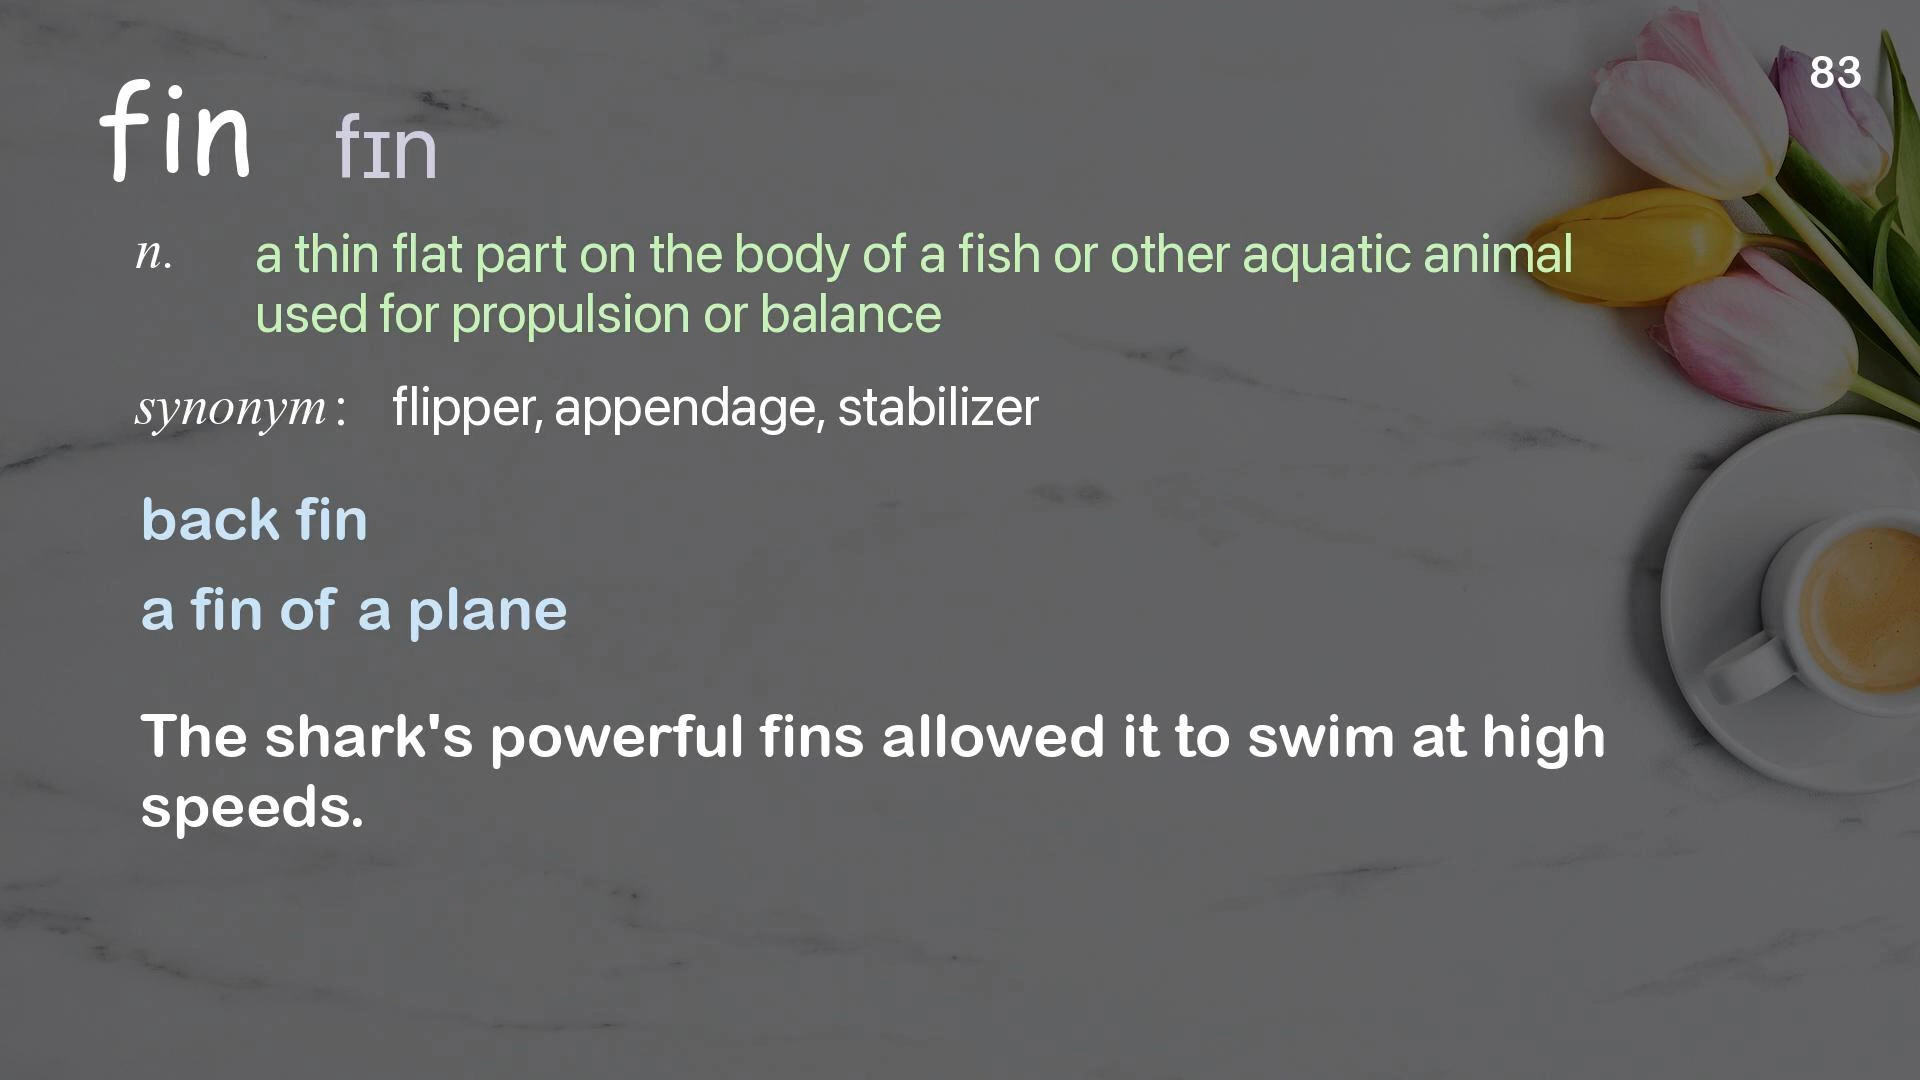 83
fin fɪn
n. a thin flat part on the body of a fish or other aquatic animal
used for propulsion or balance
synonym: flipper, appendage, stabilizer
back fin
a fin of a plane
The shark's powerful fins allowed it to swim at high
speeds.